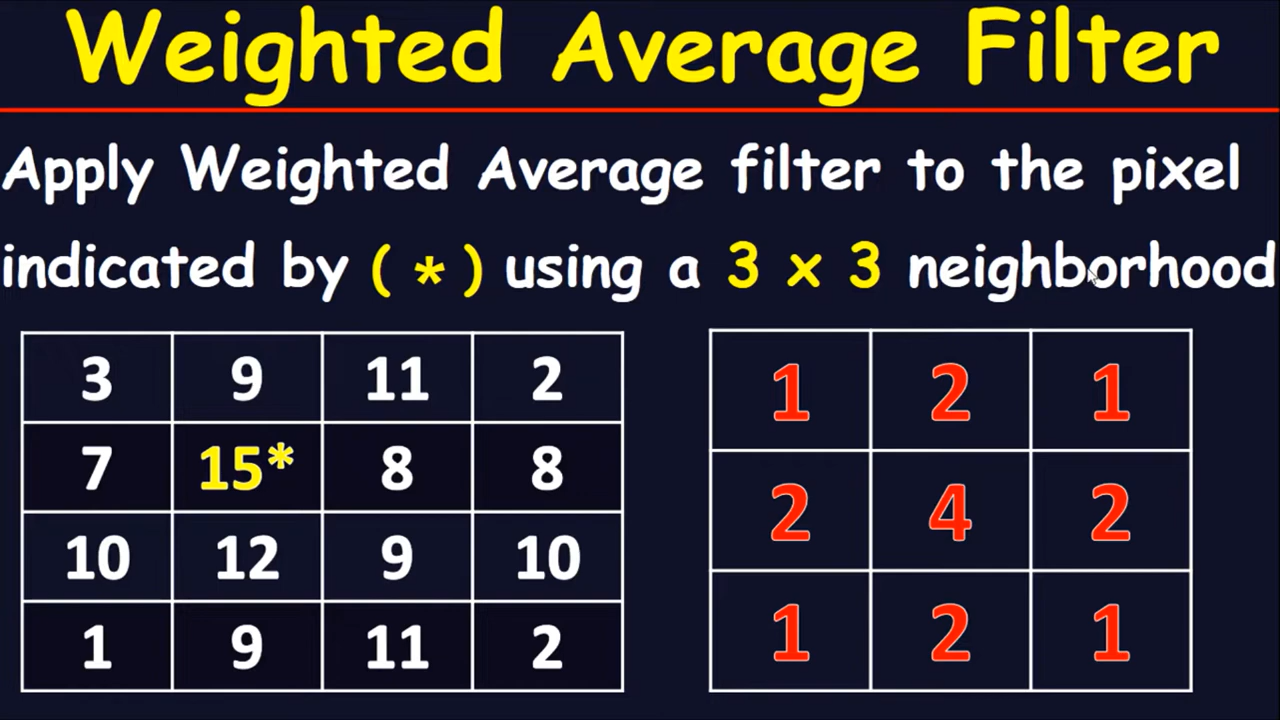 Weighted Average Filter
Apply Weighted Average filter to the pixel
indicated by ( * ) using a 3 x 3 neighborhood
3 9 11 2
7 15* 8 8
10 12 9 10
1 9 11 2
1 2 1
2 4 2
1 2 1